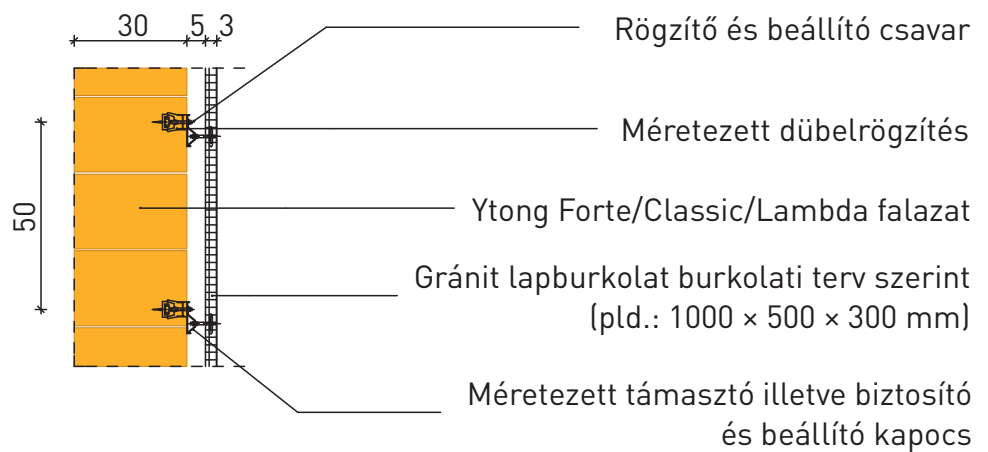 30 5 3
Rögzítő és beállító csavar
Méretezett dübelrögzítés
50
Ytong Forte/Classic/Lambda falazat
Gránit lapburkolat burkolati terv szerint
(pld.: 1000 × 500 × 300 mm)
Méretezett támasztó illetve biztosító
és beállító kapocs